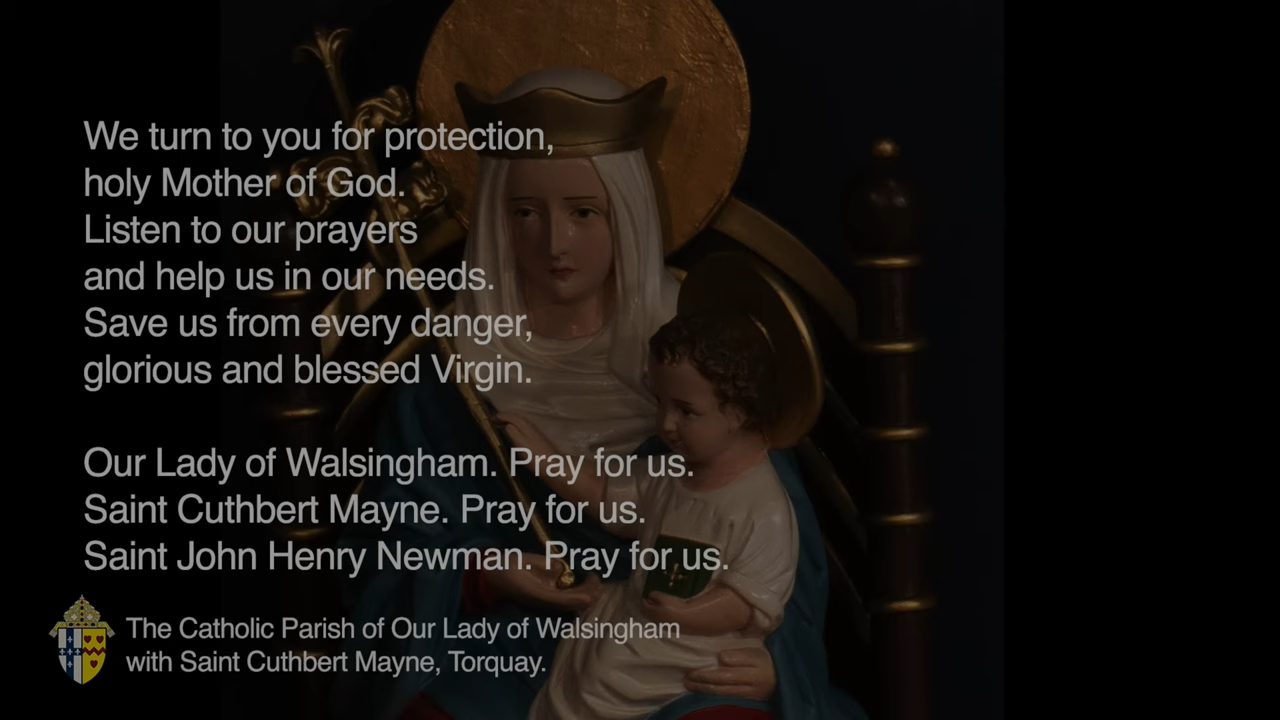 We turn to you for protection,
holy Mother of God.
Listen to our prayers
and help us in our needs.
Save us from every danger,
glorious and blessed Virgin.
Our Lady of Walsingham. Pray for us.
Saint Cuthbert Mayne. Pray for us.
Saint John Henry Newman. Pray for us.
The Catholic Parish of Our Lady of Walsingham
with Saint Cuthbert Mayne, Torquay.